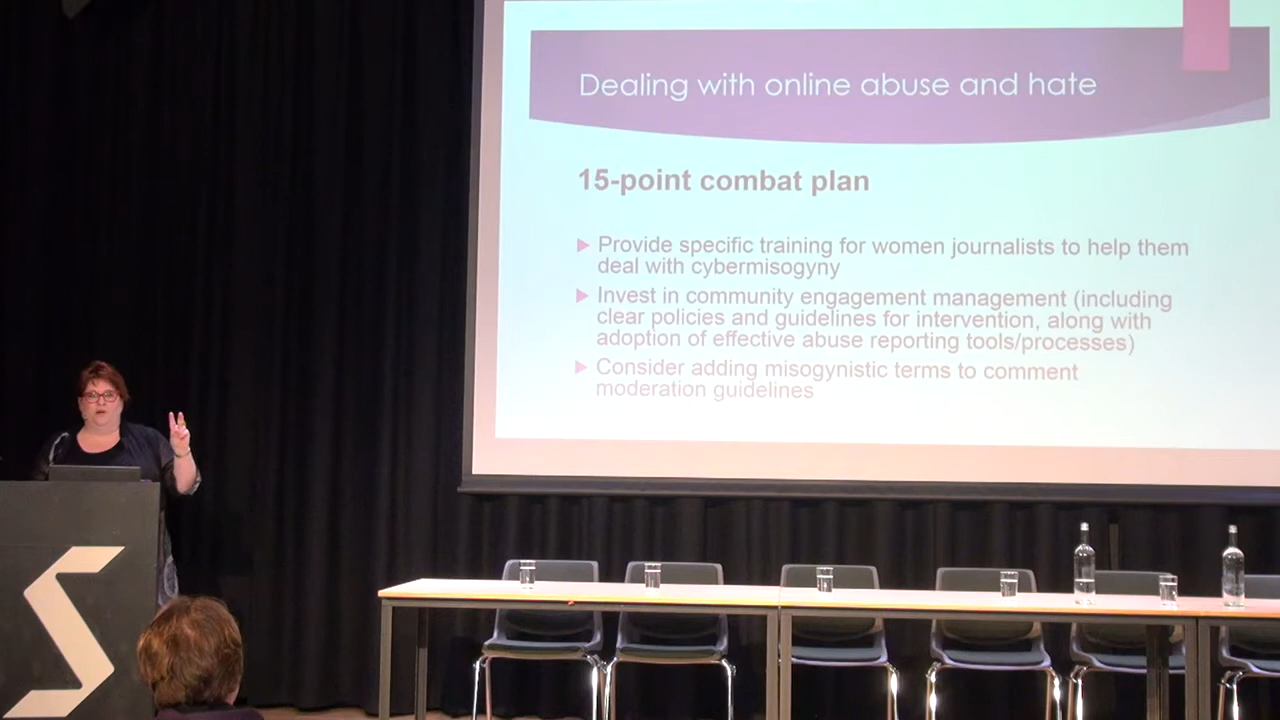 Dealing with online abuse and hate
15-point combat plan
Provide specific training for women journalists to help them
deal with cybermisogyny
Invest in community engagement management (including
clear policies and guidelines for intervention, along with
adoption of effective abuse reporting tools/processes)
Consider adding misogynistic terms to comment
moderation guidelines